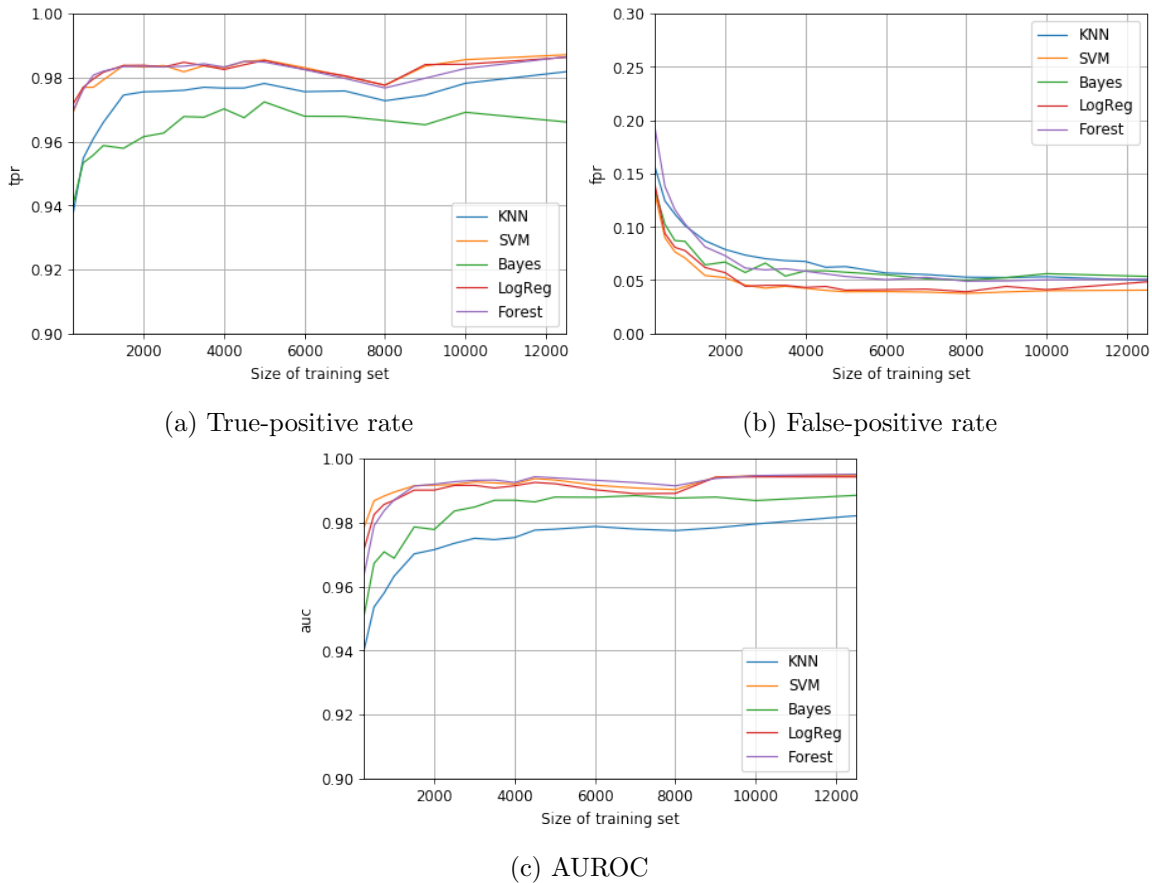 1.00
0.98
0.96
0.94
0.92
0.90
tpr
2000 4000 6000 8000 10000 12000
Size of training set
KNN
SVM
Bayes
LogReg
Forest
(a) True-positive rate
0.30
0.25
0.20
0.15
0.10
0.05
0.00
fpr
2000 4000 6000 8000 10000 12000
Size of training set
KNN
SVM
Bayes
LogReg
Forest
(b) False-positive rate
1.00
0.98
0.96
0.94
0.92
0.90
auc
2000 4000 6000 8000 10000 12000
Size of training set
KNN
SVM
Bayes
LogReg
Forest
(c) AUROC